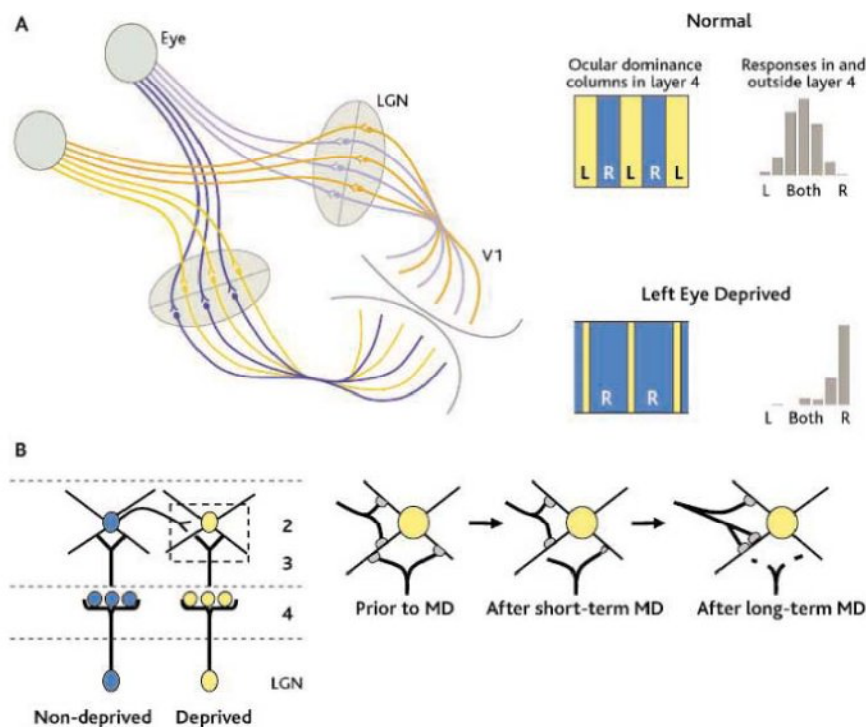 A
Eye
LGN
V1
Normal
Ocular dominance
columns in layer 4
Responses in and
outside layer 4
L R L R L
L Both R
Left Eye Deprived
R R
L Both R
B
2
3
4
LGN
Non-deprived Deprived
Prior to MD
After short-term MD
After long-term MD